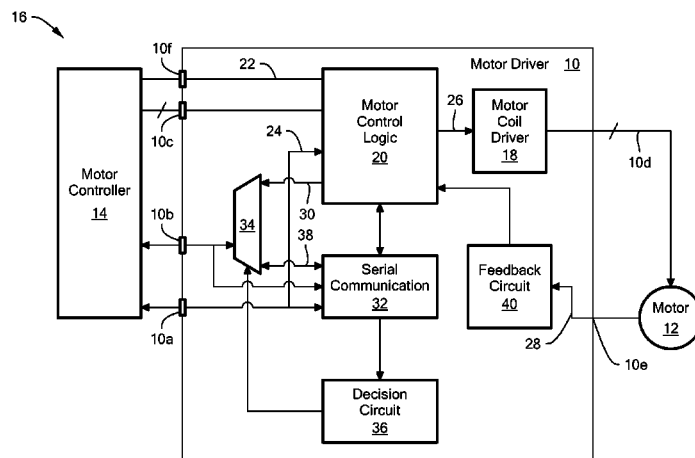 16
10f
22
Motor Driver 10
10c
Motor
Control
Logic
20
26
Motor
Coil
Driver
18
10d
24
Motor
Controller
14
30
34
10b
38
Serial
Communication
32
Feedback
Circuit
40
Motor
12
10a
28
10e
Decision
Circuit
36